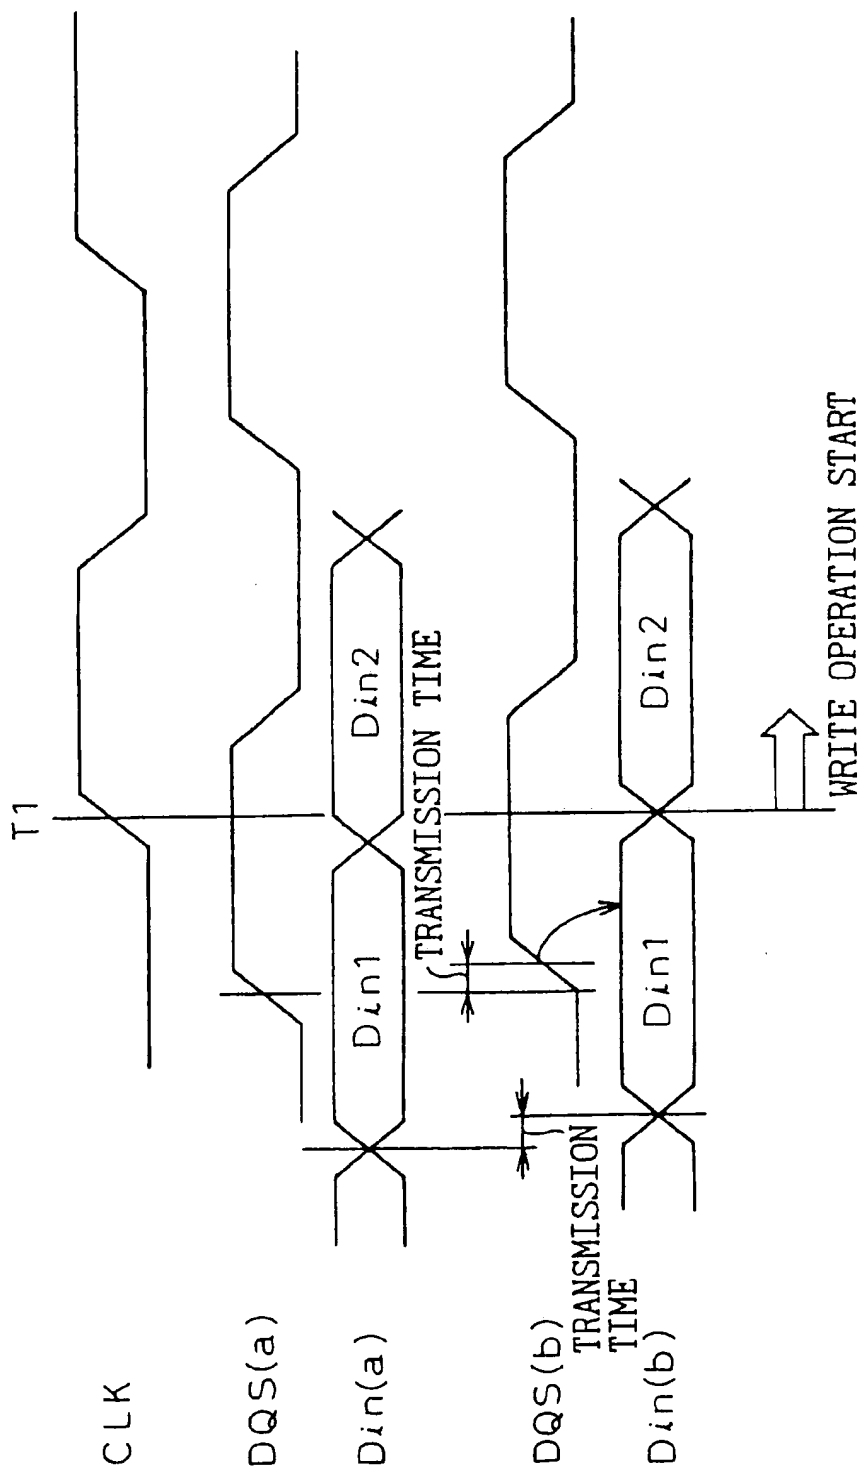 T1
CLK
DQS(a)
Din(a)
Din1
Din2
TRANSMISSION TIME
DQS(b)
TRANSMISSION
TIME
Din(b)
Din1
Din2
WRITE OPERATION START